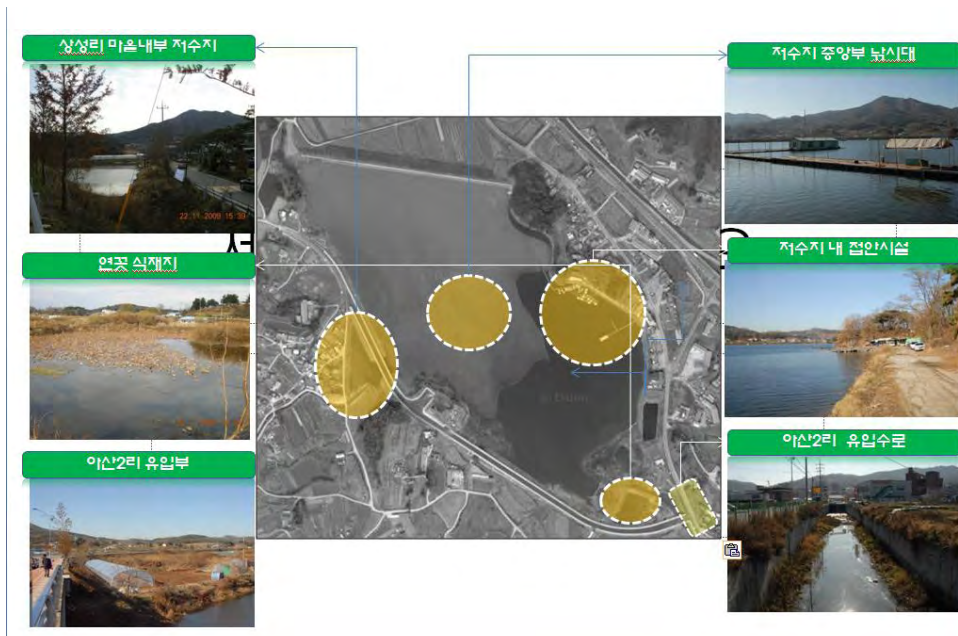 상성리 마을내부 저수지
저수지 중앙부 낚시대
22.11.2009 15:39
연꽃 식재지
저수지 내 접안시설
아산2리 유입부
아산2리 유입수로